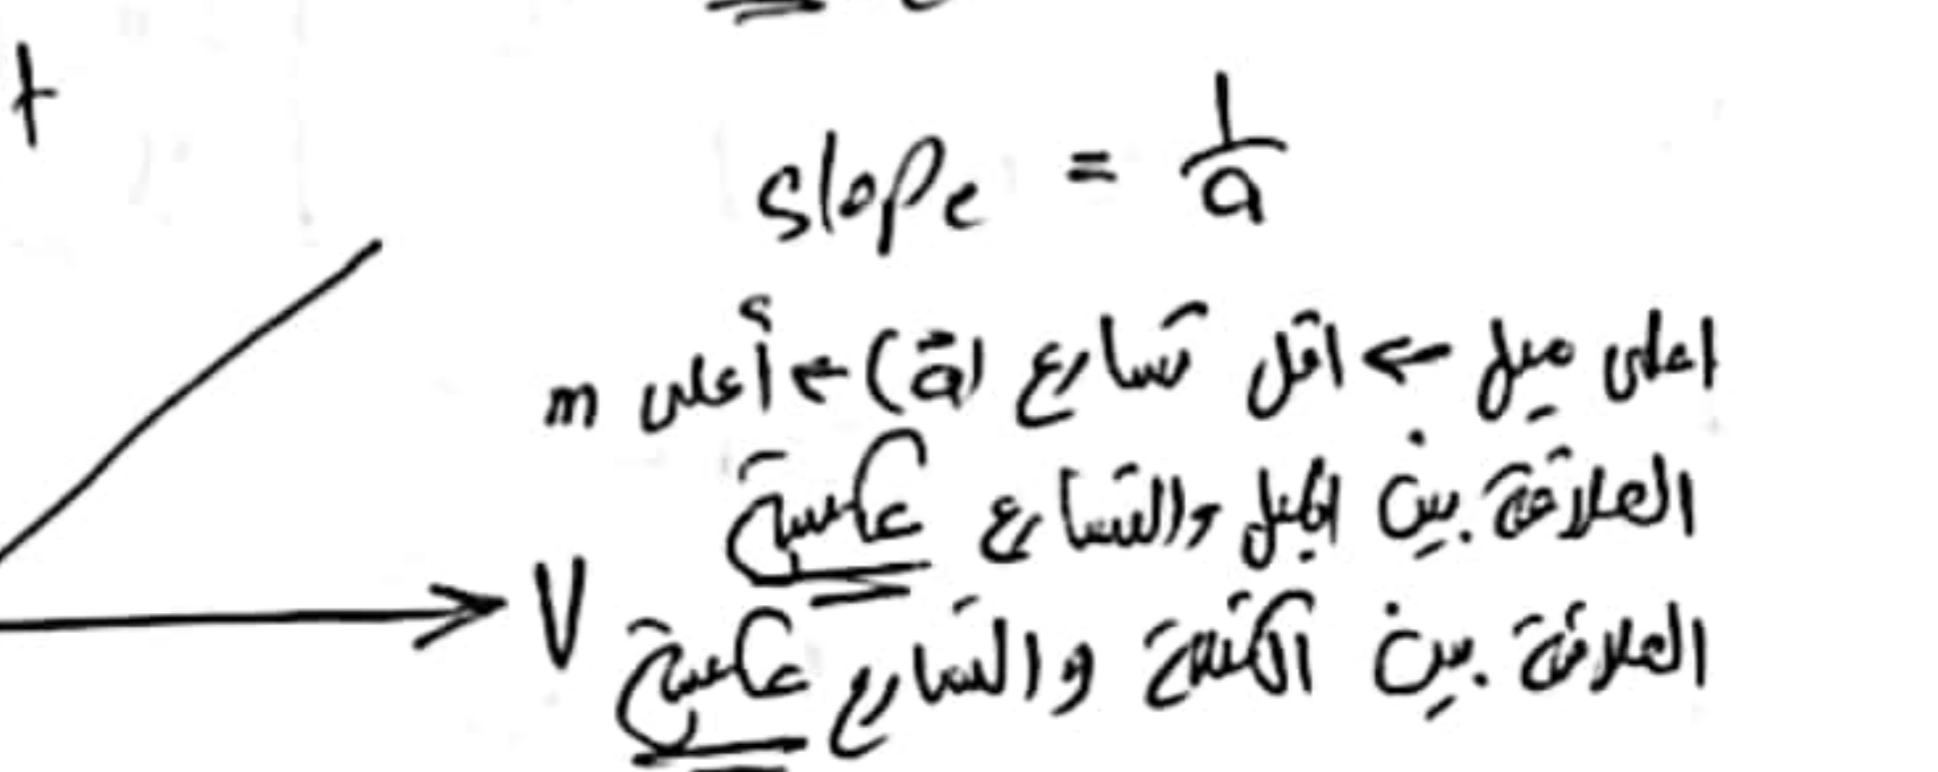 t
slope = 1/a
اعلى ميل ← اقل تسارع (a) ← أعلى m
العلاقة بين الميل والتسارع عكسية
V
العلاقة بين الكتلة والتسارع عكسية